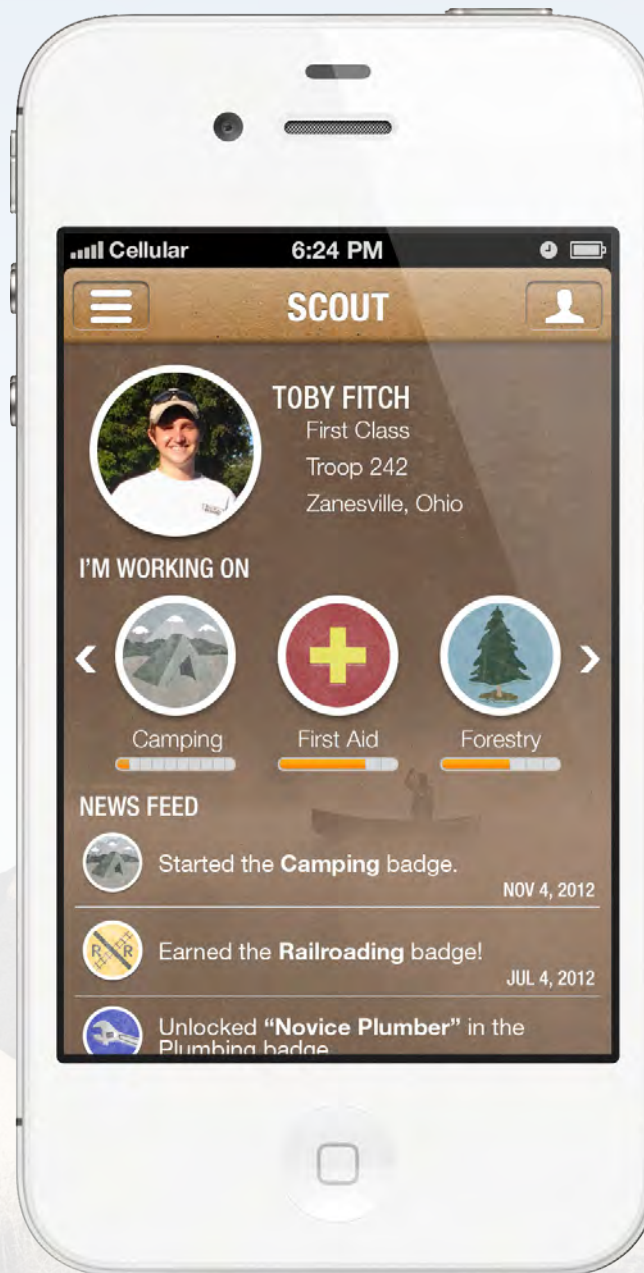 Cellular 6:24 PM
SCOUT
TOBY FITCH
First Class
Troop 242
Zanesville, Ohio
I'M WORKING ON
Camping First Aid Forestry
NEWS FEED
Started the Camping badge.
NOV 4, 2012
R R
Earned the Railroading badge!
JUL 4, 2012
Unlocked “Novice Plumber” in the
Plumbing badge